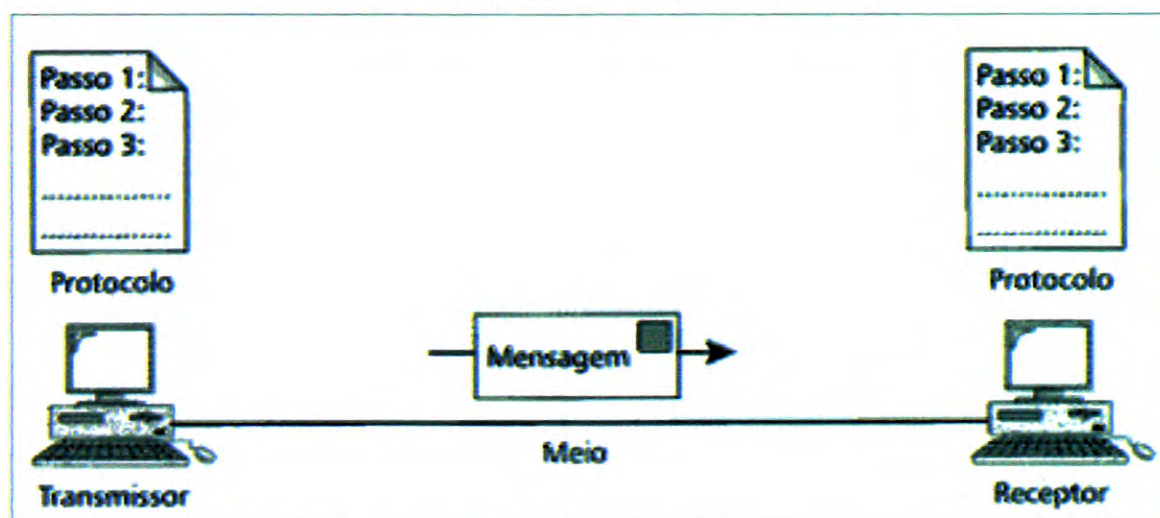 Passo 1:
Passo 2:
Passo 3:
Protocolo
Transmissor
Mensagem
Meio
Passo 1:
Passo 2:
Passo 3:
Protocolo
Receptor